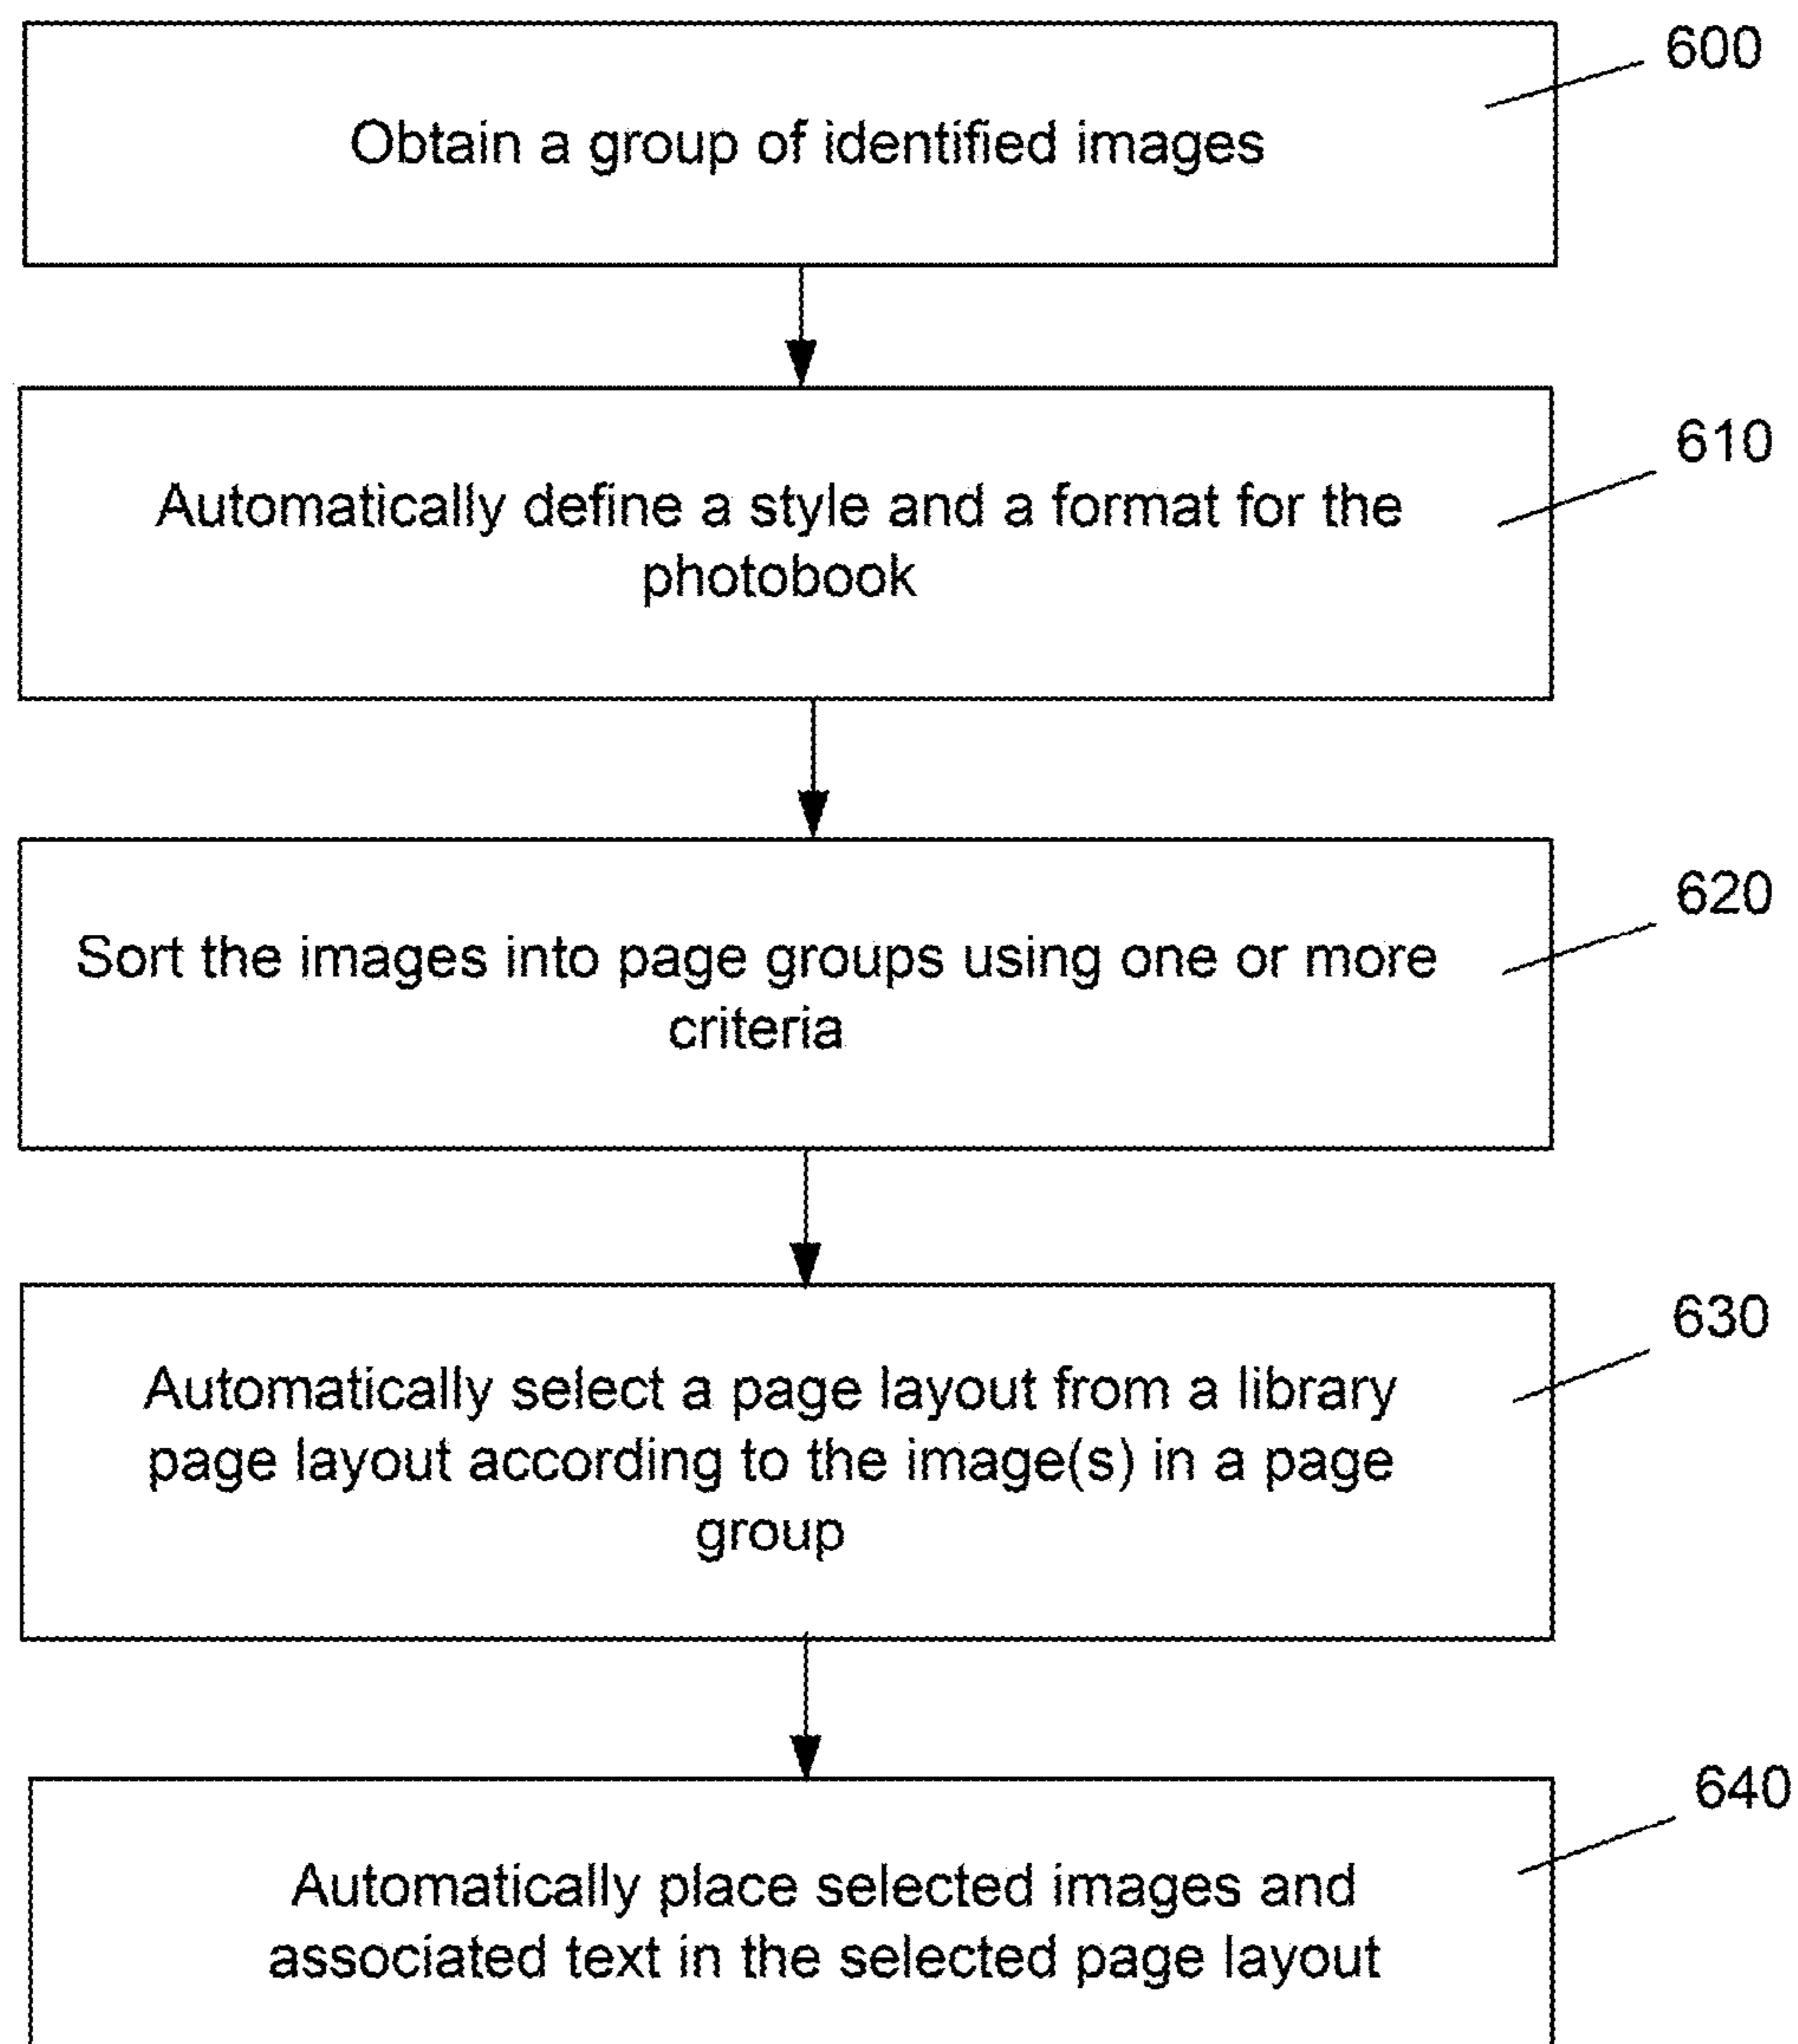 600
Obtain a group of identified images
610
Automatically define a style and a format for the
photobook
620
Sort the images into page groups using one or more
criteria
630
Automatically select a page layout from a library
page layout according to the image(s) in a page
group
640
Automatically place selected images and
associated text in the selected page layout